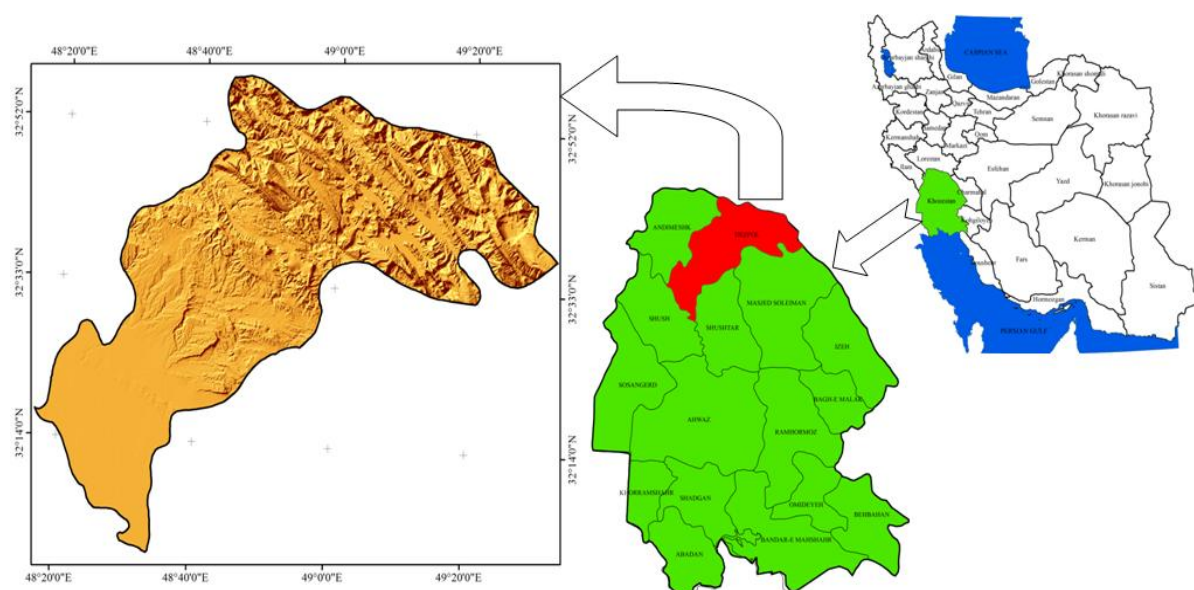 48°20'0"E
48°40'0"E
49°0'0"E
49°20'0"E
32°52'0"N
32°33'0"N
32°14'0"N
32°52'0"N
32°33'0"N
32°14'0"N
48°20'0"E
48°40'0"E
49°0'0"E
49°20'0"E
ANDIMESHK
DEZFUL
MASJED SOLEIMAN
SHUSH
SHUSHTAR
IZEH
SOSANGERD
BAGH-E MALAK
AHWAZ
RAMHORMOZ
KHORRAMSHAHR
SHADGAN
OMIDEYEH
BEHBAHAN
BANDAR-E MAHSHAHR
ABADAN
CASPIAN SEA
Gilan
Golestan
Khorasan shomali
Zanjan
Mazandaran
Qazvin
Tehran
Semnan
Khorasan razavi
Kordestan
Hamedan
Qom
Kermanshah
Markazi
Lorestan
Ilam
Esfehan
Yazd
Khorasan jonobi
Khuzestan
Kerman
Fars
Sistan
Hormozgan
PERSIAN GULF